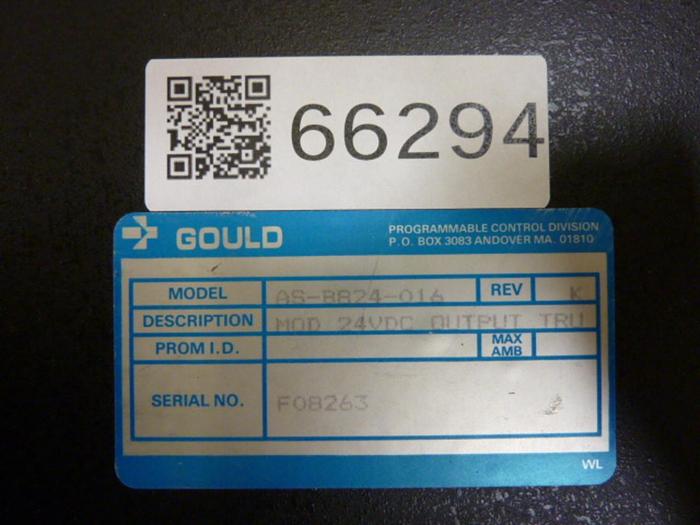 66294
GOULD
PROGRAMMABLE CONTROL DIVISION
P.O. BOX 3083 ANDOVER MA. 01810
MODEL AS-B824-016 REV K
DESCRIPTION MOD 24VDC OUTPUT TRU
PROM I.D. MAX AMB
SERIAL NO. F08263
WL